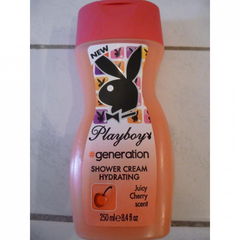 NEW
Playboy
#generation
SHOWER CREAM
HYDRATING
Juicy
Cherry
scent
250 ml e 8.4 fl oz